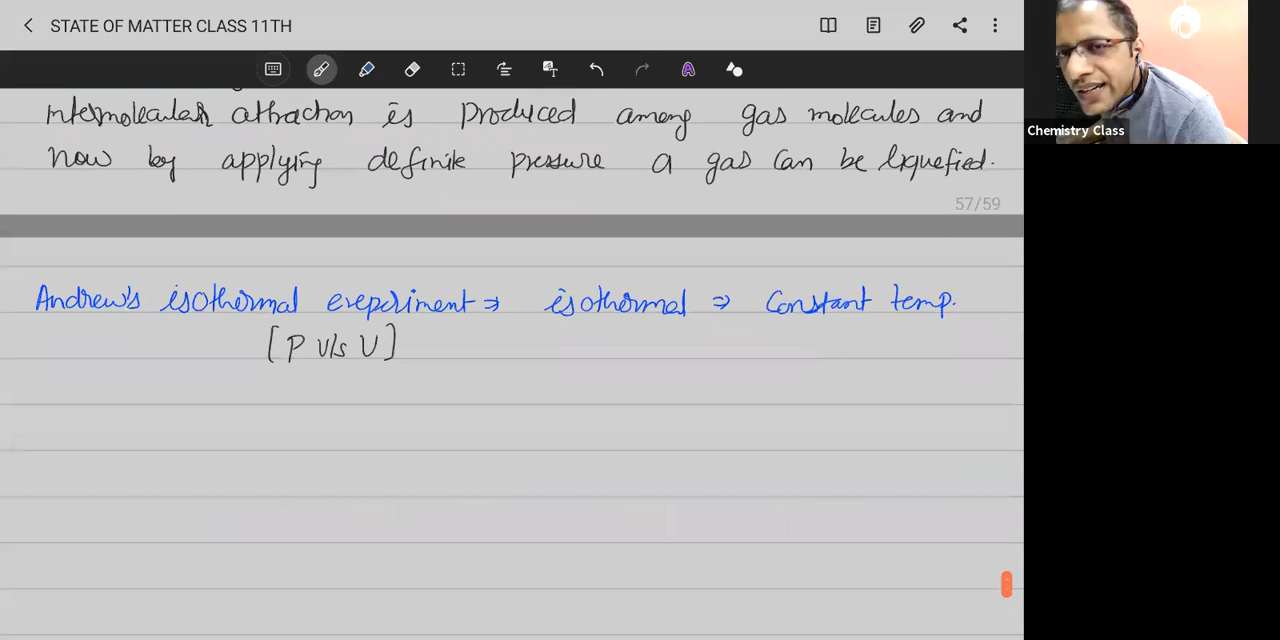 STATE OF MATTER CLASS 11TH
Intermolecular attraction is produced among gas molecules and
now by applying definite pressure a gas can be liquefied.
57/59
Andrew's isothermal exeperiment ⇒ isothermal ⇒ Constant temp.
[P v/s V]
Chemistry Class